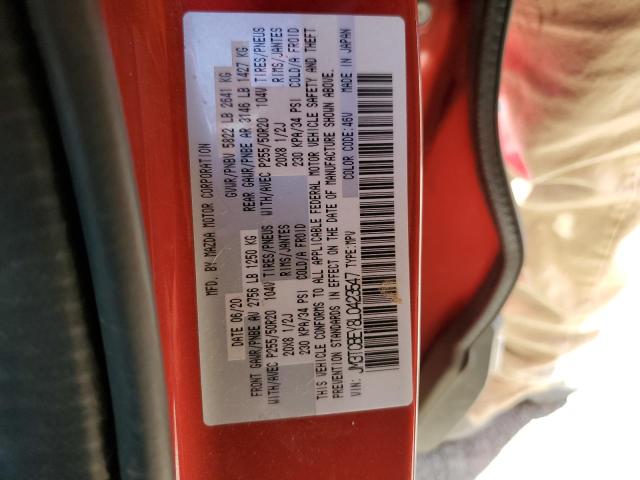 MFD. BY MAZDA MOTOR CORPORATION
DATE 06/20 GVWR/PNBV 5822 LB 2641 KG
FRONT GAWR/PNBE AV 2756 LB 1250 KG REAR GAWR/PNBE AR 3146 LB 1427 KG
WITH/AVEC P255/50R20 104V TIRES/PNEUS WITH/AVEC P255/50R20 104V TIRES/PNEUS
20X8 1/2J RIMS/JANTES 20X8 1/2J RIMS/JANTES
230 KPA/34 PSI COLD/A FROID 230 KPA/34 PSI COLD/A FROID
THIS VEHICLE CONFORMS TO ALL APPLICABLE FEDERAL MOTOR VEHICLE SAFETY AND THEFT
PREVENTION STANDARDS IN EFFECT ON THE DATE OF MANUFACTURE SHOWN ABOVE.
COLOR CODE:46V MADE IN JAPAN
VIN: JM3TCBEY8L0423547 TYPE:MPV